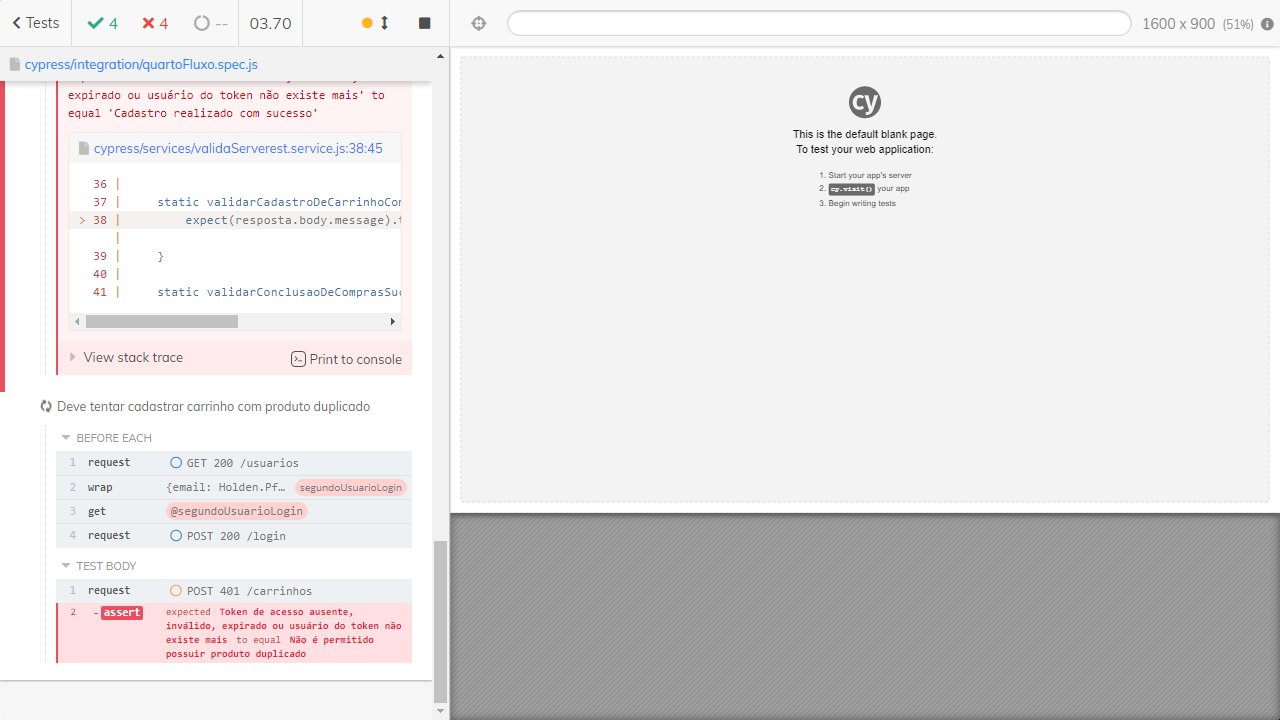 Tests 4 4 -- 03.70 1600 x 900 (51%)
cypress/integration/quartoFluxo.spec.js
expirado ou usuário do token não existe mais' to
equal 'Cadastro realizado com sucesso'
cypress/services/validaServerest.service.js:38:45
36 |
37 | static validarCadastroDeCarrinhoCon
> 38 | expect(resposta.body.message).t
|
39 | }
40 |
41 | static validarConclusaoDeComprasSuc
View stack trace Print to console
Deve tentar cadastrar carrinho com produto duplicado
BEFORE EACH
1 request GET 200 /usuarios
2 wrap {email: Holden.Pf… segundoUsuarioLogin
3 get @segundoUsuarioLogin
4 request POST 200 /login
TEST BODY
1 request POST 401 /carrinhos
2 -assert expected Token de acesso ausente,
inválido, expirado ou usuário do token não
existe mais to equal Não é permitido
possuir produto duplicado
cy
This is the default blank page.
To test your web application:
1. Start your app's server
2. cy.visit() your app
3. Begin writing tests